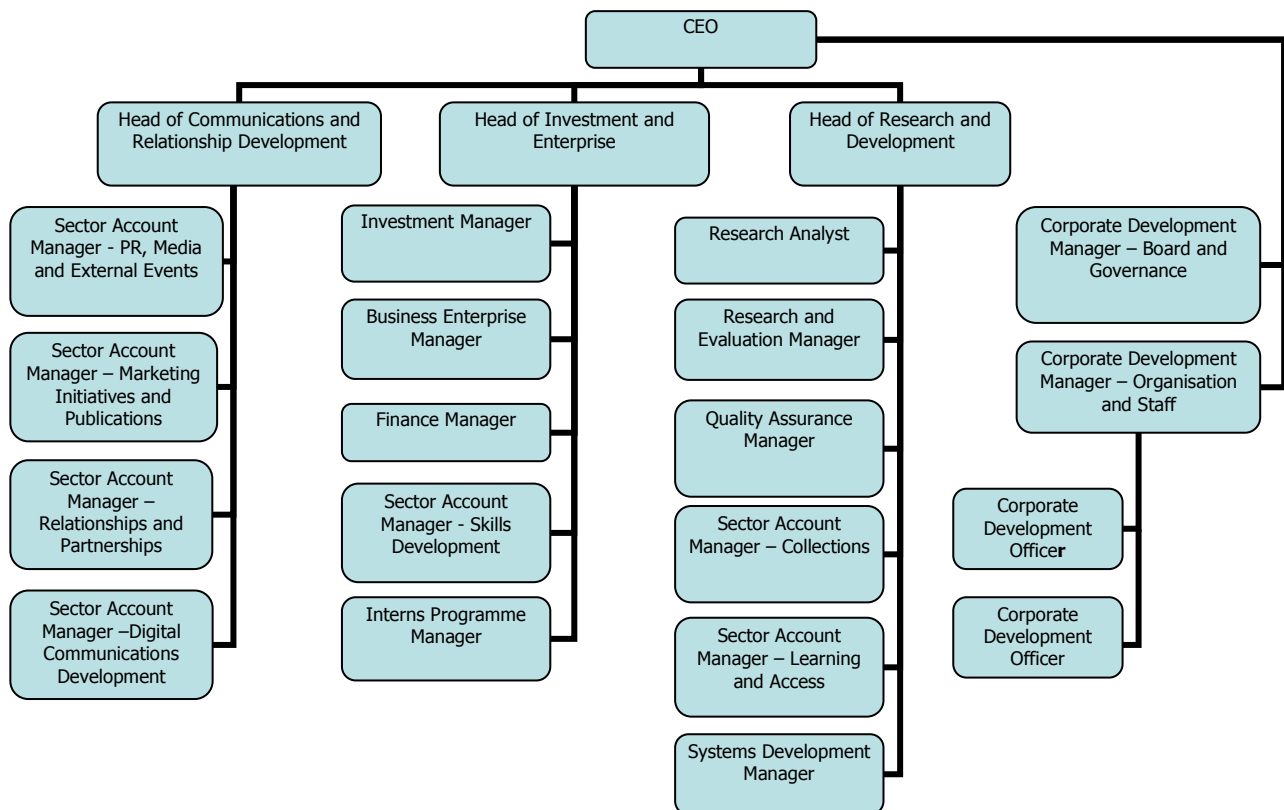 CEO
Head of Communications and
Relationship Development
Head of Investment and
Enterprise
Head of Research and
Development
Sector Account
Manager - PR, Media
and External Events
Sector Account
Manager – Marketing
Initiatives and
Publications
Sector Account
Manager –
Relationships and
Partnerships
Sector Account
Manager –Digital
Communications
Development
Investment Manager
Business Enterprise
Manager
Finance Manager
Sector Account
Manager - Skills
Development
Interns Programme
Manager
Research Analyst
Research and
Evaluation Manager
Quality Assurance
Manager
Sector Account
Manager – Collections
Sector Account
Manager – Learning
and Access
Systems Development
Manager
Corporate Development
Manager – Board and
Governance
Corporate Development
Manager – Organisation
and Staff
Corporate
Development
Officer
Corporate
Development
Officer